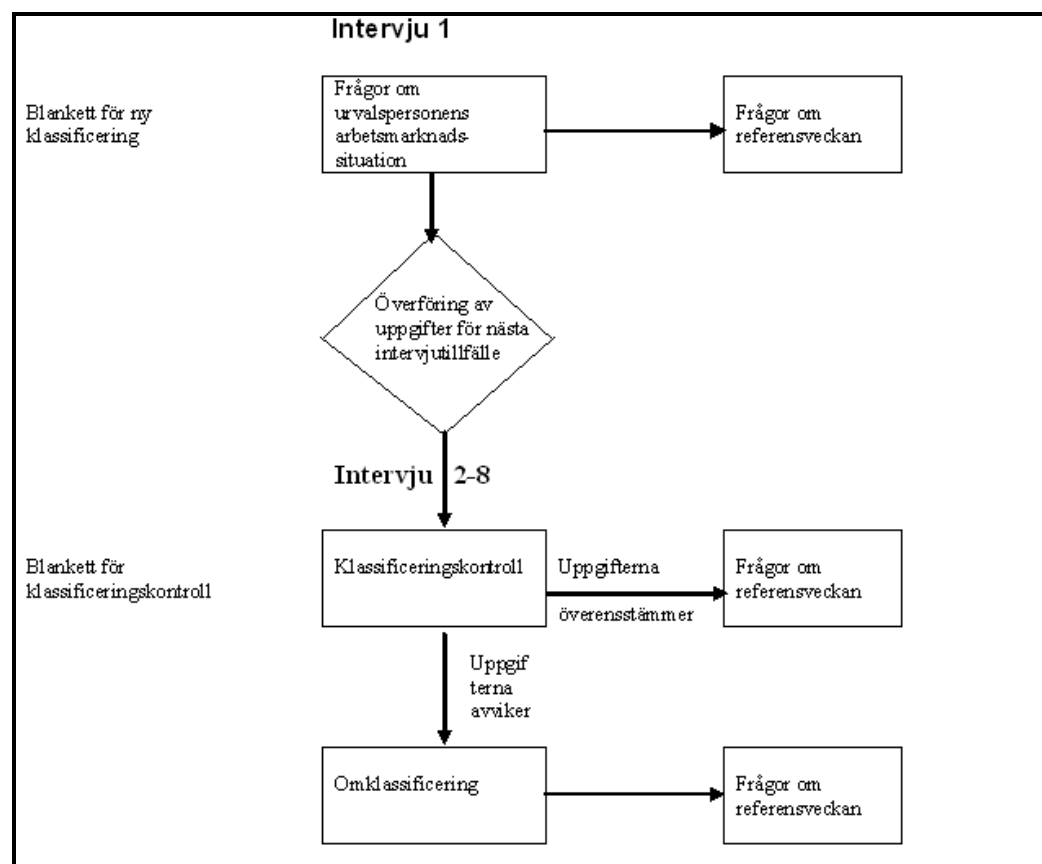 Intervju 1
Blankett för ny
klassificering
Frågor om
urvalspersonens
arbetsmarknads-
situation
Frågor om
referensveckan
Överföring av
uppgifter för nästa
intervjutillfälle
Intervju 2-8
Blankett för
klassificeringskontroll
Klassificeringskontroll
Uppgifterna
överensstämmer
Frågor om
referensveckan
Uppgif
terna
avviker
Omklassificering
Frågor om
referensveckan